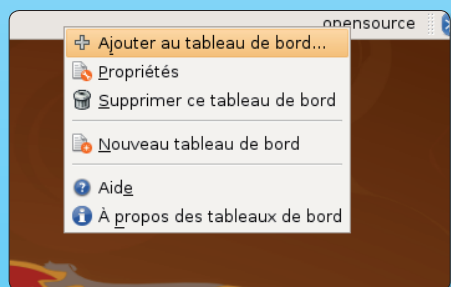 opensource
Ajouter au tableau de bord...
Propriétés
Supprimer ce tableau de bord
Nouveau tableau de bord
Aide
À propos des tableaux de bord